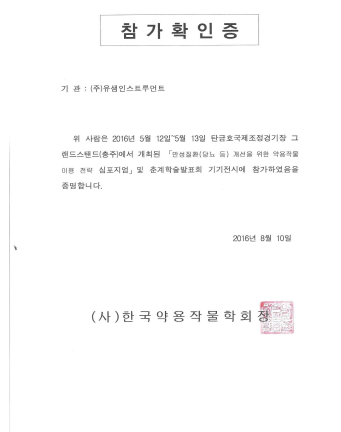 참 가 확 인 증
기 관 : (주)유샘인스트루먼트
위 사람은 2016년 5월 12일~5월 13일 탄금호국제조정경기장 그
랜드스탠드(충주)에서 개최된 「만성질환(당뇨 등) 개선을 위한 약용작물
이용 전략 심포지엄」및 춘계학술발표회 기기전시에 참가하였음을
증명합니다.
2016년 8월 10일
(사)한국약용작물학회장